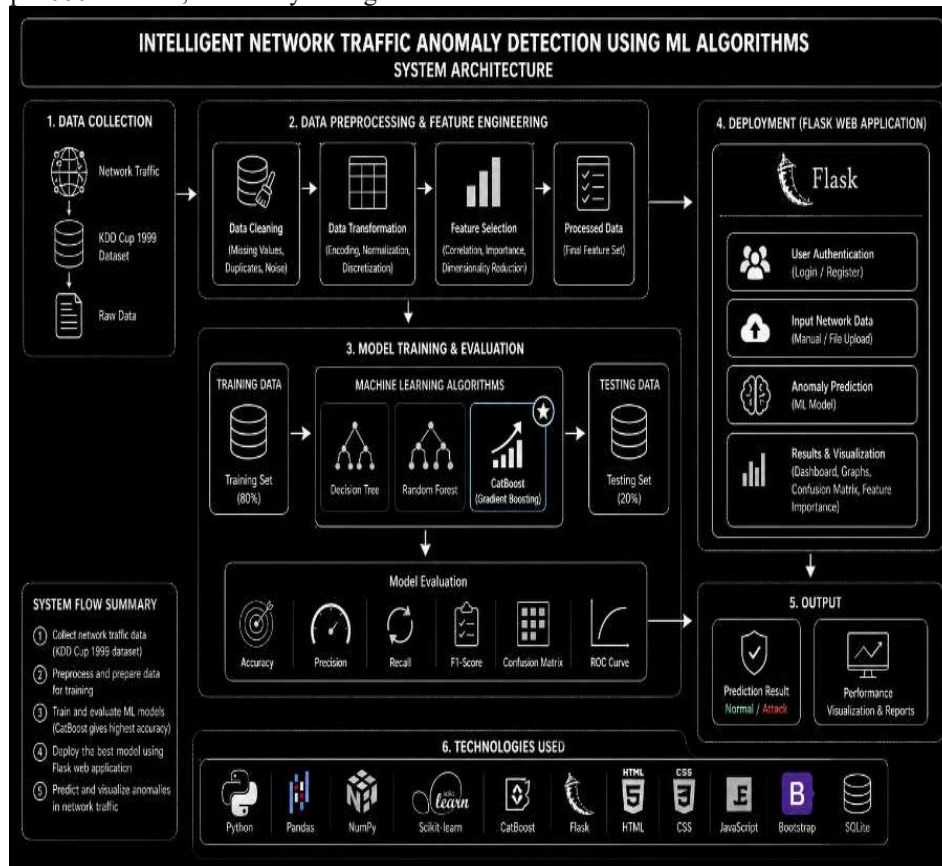 INTELLIGENT NETWORK TRAFFIC ANOMALY DETECTION USING ML ALGORITHMS
SYSTEM ARCHITECTURE
1. DATA COLLECTION
Network Traffic
KDD Cup 1999
Dataset
Raw Data
2. DATA PREPROCESSING & FEATURE ENGINEERING
Data Cleaning
(Missing Values,
Duplicates, Noise)
Data Transformation
(Encoding, Normalization,
Discretization)
Feature Selection
(Correlation, Importance,
Dimensionality Reduction)
Processed Data
(Final Feature Set)
3. MODEL TRAINING & EVALUATION
TRAINING DATA
Training Set
(80%)
MACHINE LEARNING ALGORITHMS
Decision Tree
Random Forest
CatBoost
(Gradient Boosting)
TESTING DATA
Testing Set
(20%)
Model Evaluation
Accuracy
Precision
Recall
F1-Score
Confusion Matrix
ROC Curve
4. DEPLOYMENT (FLASK WEB APPLICATION)
Flask
User Authentication
(Login / Register)
Input Network Data
(Manual / File Upload)
Anomaly Prediction
(ML Model)
Results & Visualization
(Dashboard, Graphs,
Confusion Matrix, Feature
Importance)
5. OUTPUT
Prediction Result
Normal / Attack
Performance
Visualization & Reports
SYSTEM FLOW SUMMARY
1 Collect network traffic data
(KDD Cup 1999 dataset)
2 Preprocess and prepare data
for training
3 Train and evaluate ML models
(CatBoost gives highest accuracy)
4 Deploy the best model using
Flask web application
5 Predict and visualize anomalies
in network traffic
6. TECHNOLOGIES USED
Python
Pandas
NumPy
learn
Scikit-learn
CatBoost
Flask
HTML
5
HTML
CSS
3
CSS
JavaScript
B
Bootstrap
SQLite